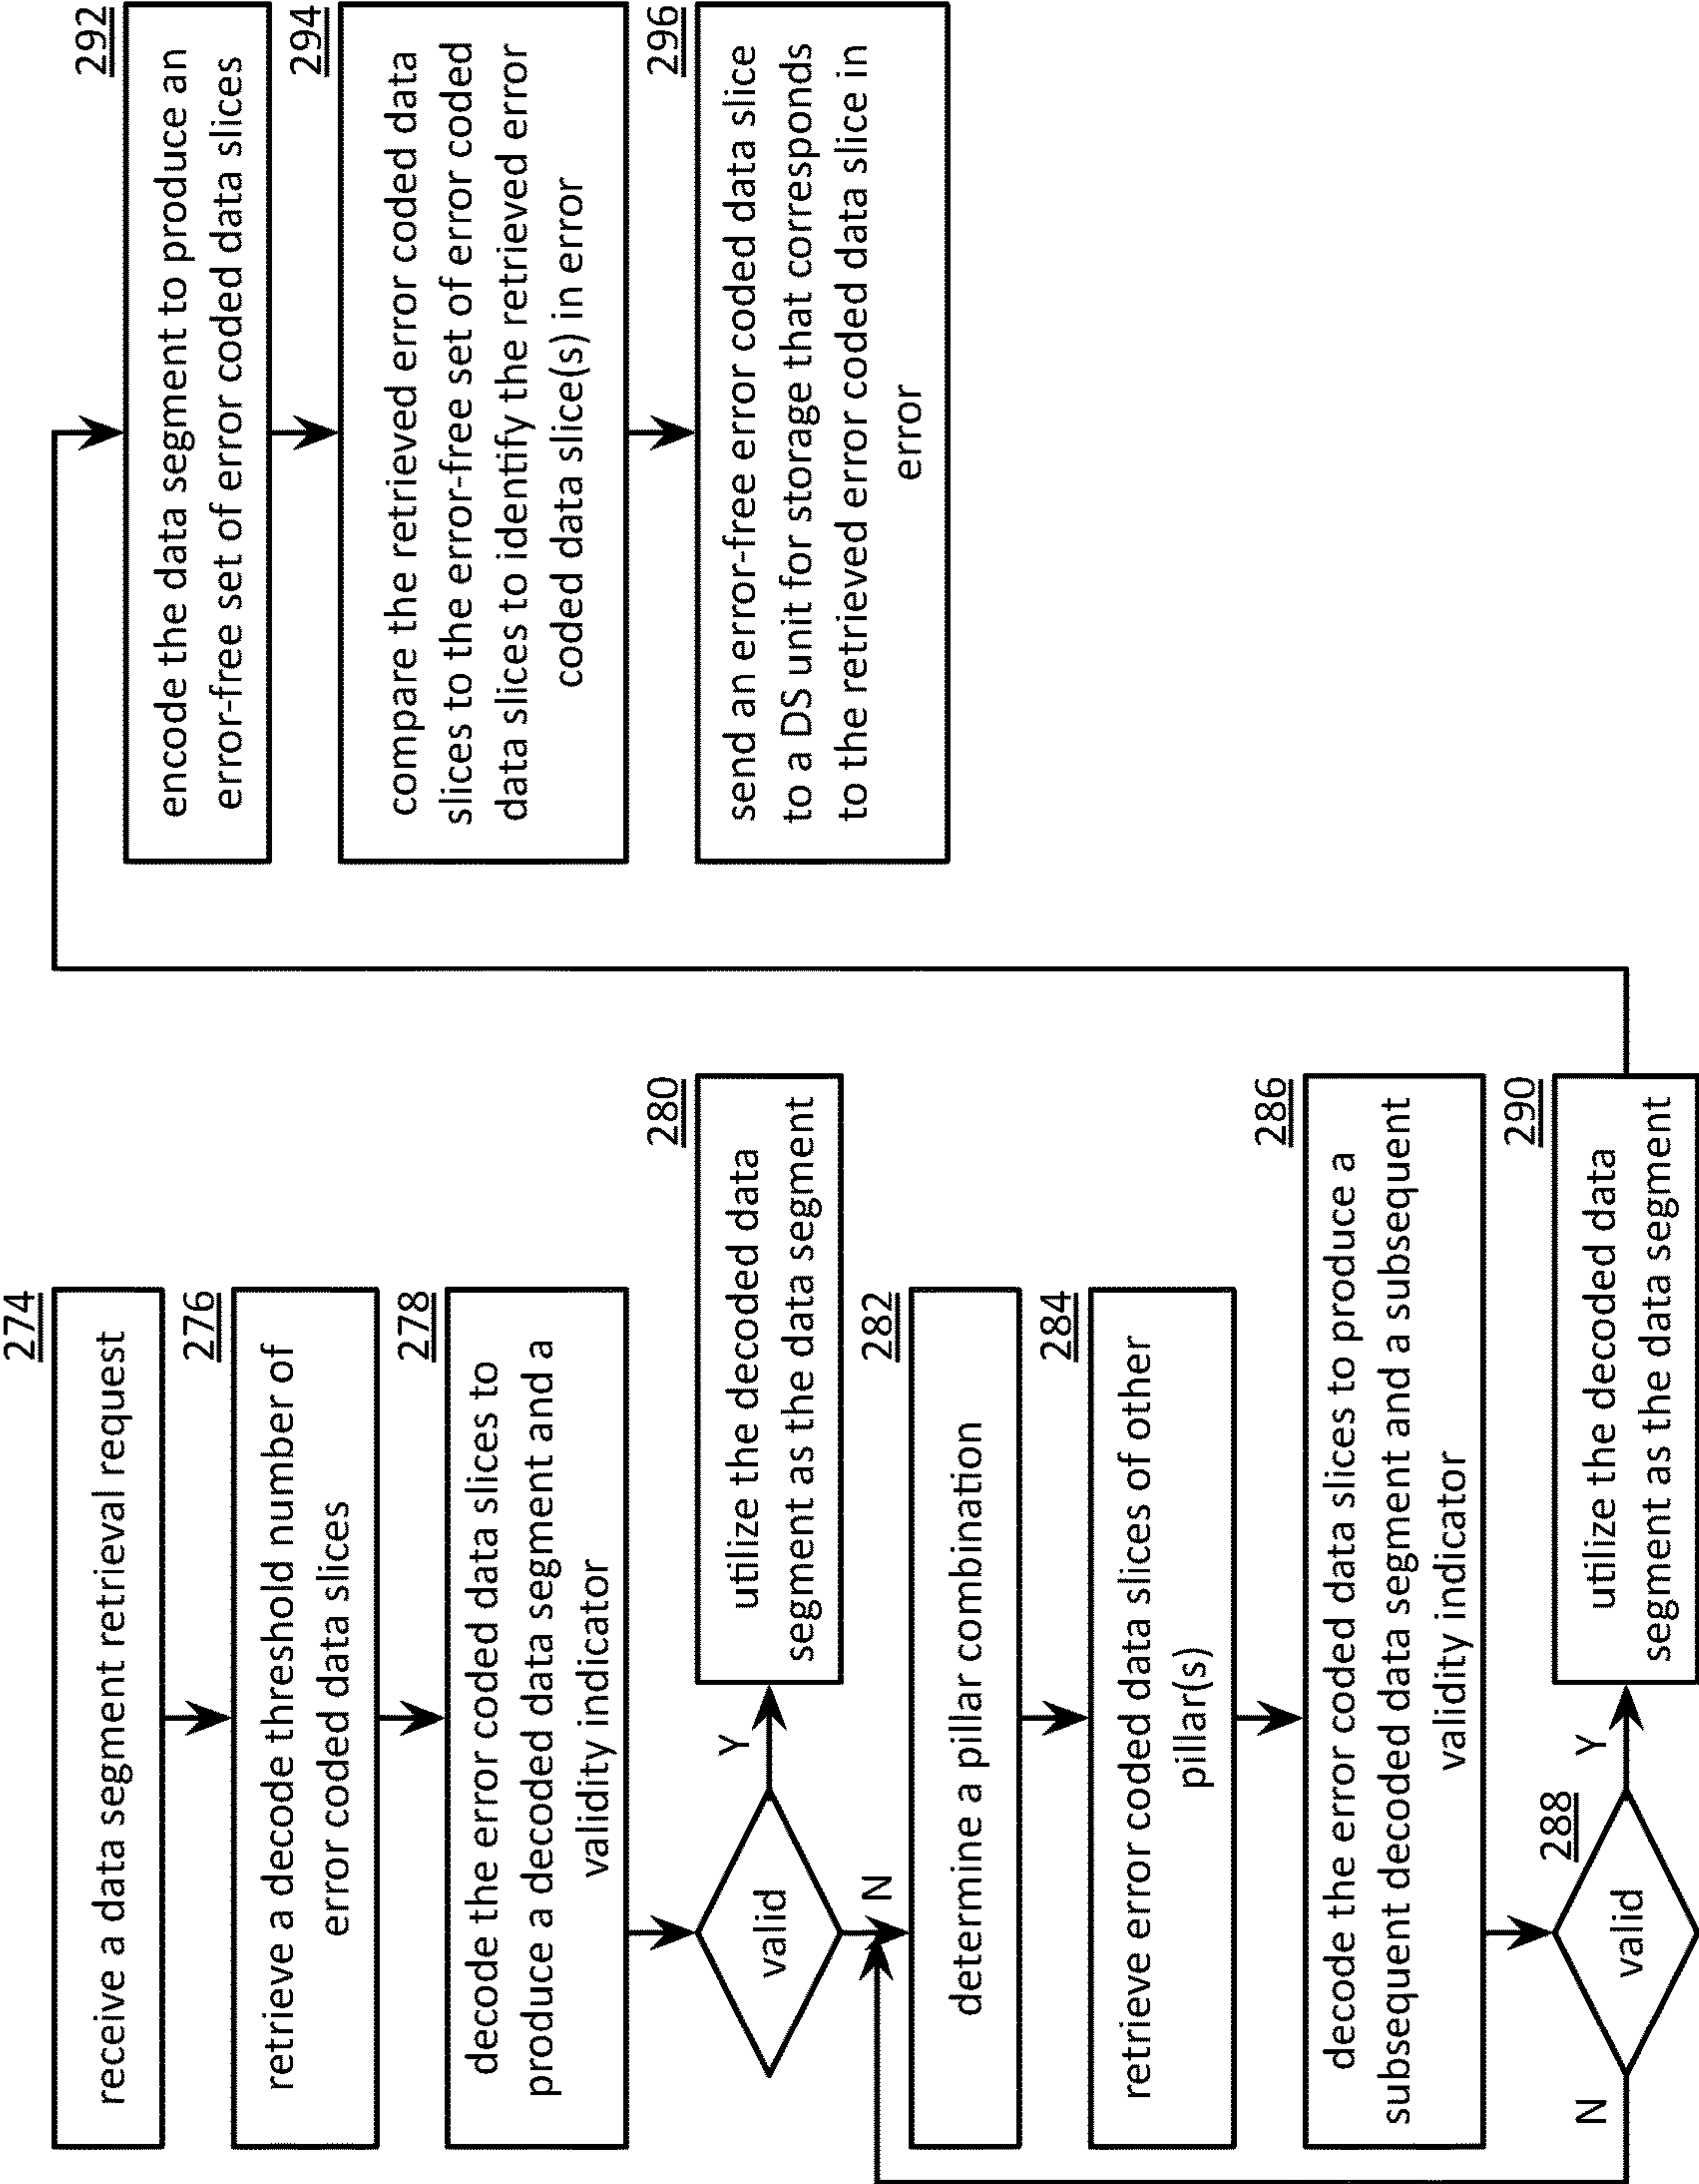 274
receive a data segment retrieval request
276
retrieve a decode threshold number of
error coded data slices
278
decode the error coded data slices to
produce a decoded data segment and a
validity indicator
valid
Y
280
utilize the decoded data
segment as the data segment
N
282
determine a pillar combination
284
retrieve error coded data slices of other
pillar(s)
286
decode the error coded data slices to produce a
subsequent decoded data segment and a subsequent
validity indicator
288
valid
N
Y
290
utilize the decoded data
segment as the data segment
292
encode the data segment to produce an
error-free set of error coded data slices
294
compare the retrieved error coded data
slices to the error-free set of error coded
data slices to identify the retrieved error
coded data slice(s) in error
296
send an error-free error coded data slice
to a DS unit for storage that corresponds
to the retrieved error coded data slice in
error